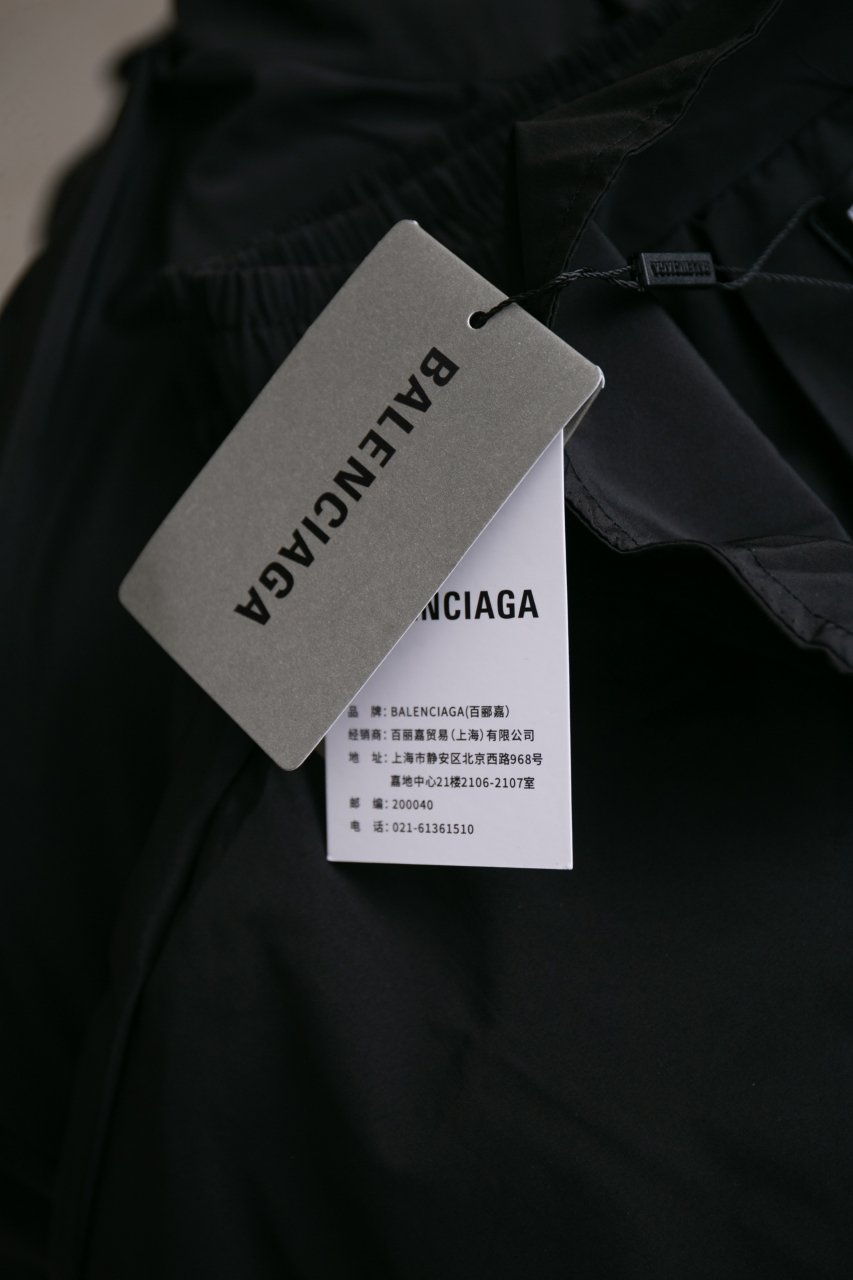 BALENCIAGA
BALENCIAGA
NCIAGA
品 牌: BALENCIAGA(百郦嘉)
经销商: 百丽嘉贸易(上海)有限公司
地 址: 上海市静安区北京西路968号
嘉地中心21楼2106-2107室
邮 编: 200040
电 话: 021-61361510